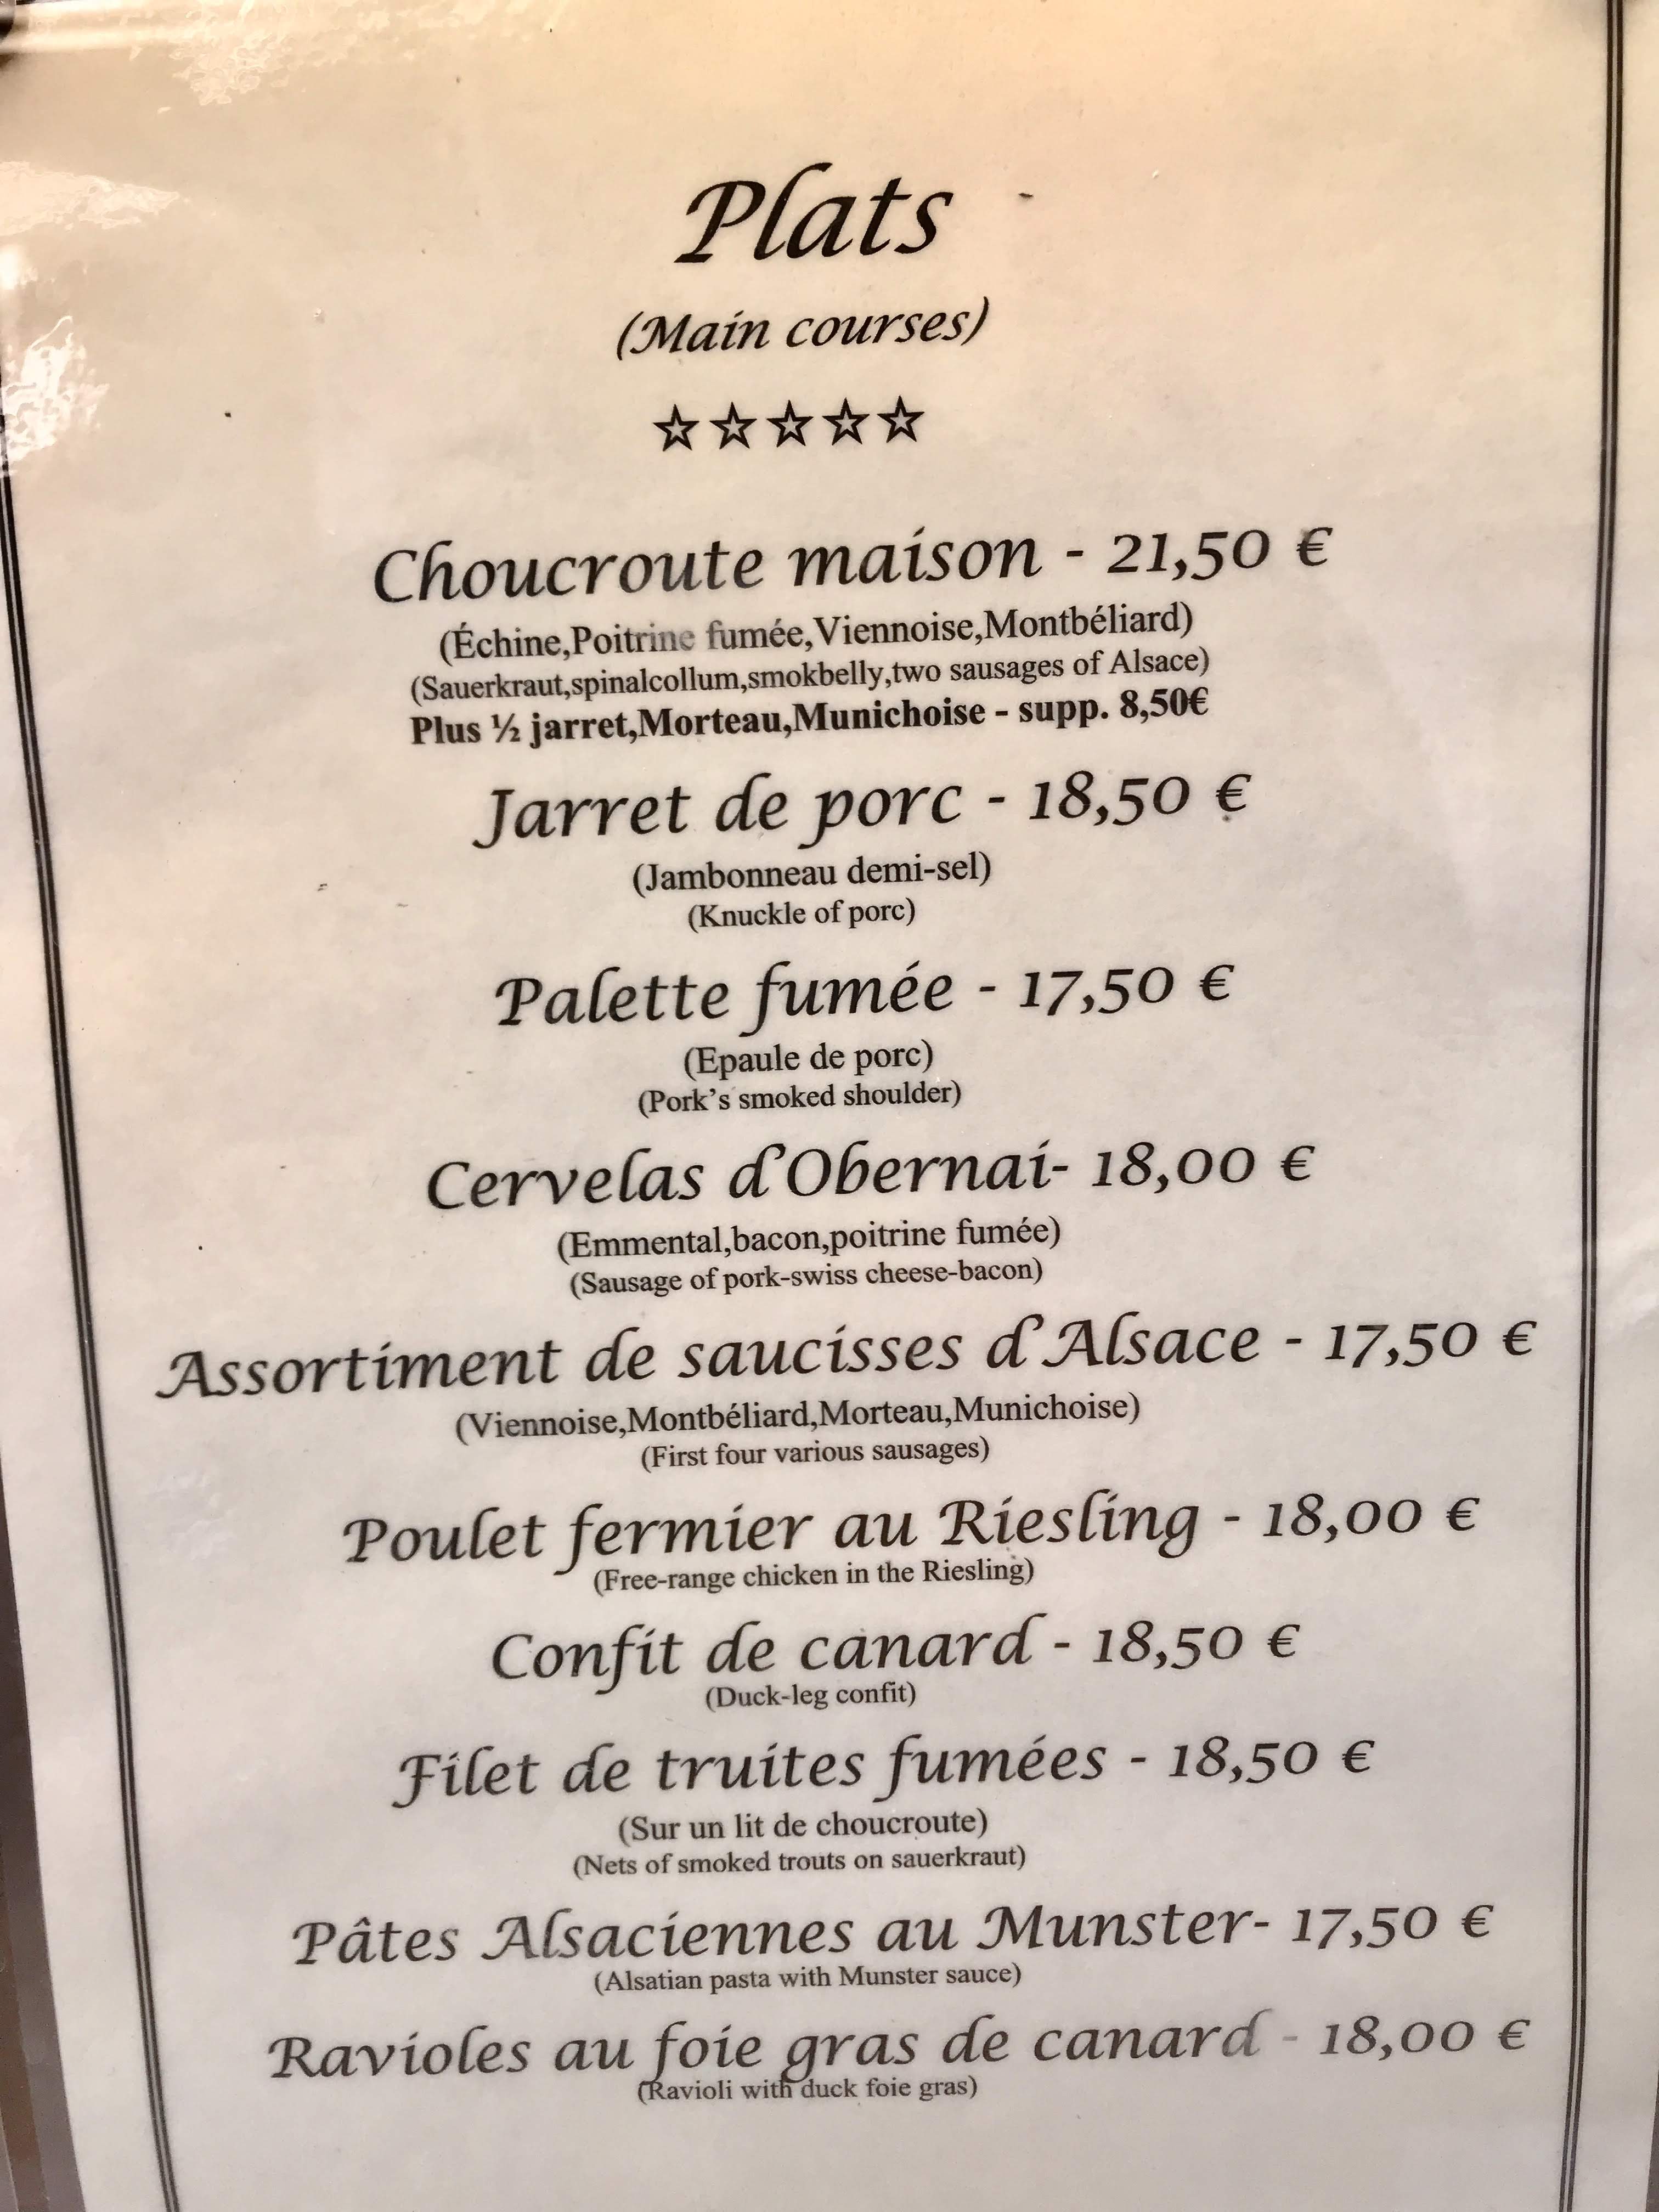 Plats
(Main courses)
☆☆☆☆☆
Choucroute maison - 21,50 €
(Échine,Poitrine fumée,Viennoise,Montbéliard)
(Sauerkraut,spinalcollum,smokbelly,two sausages of Alsace)
Plus ½ jarret,Morteau,Munichoise - supp. 8,50€
Jarret de porc - 18,50 €
(Jambonneau demi-sel)
(Knuckle of porc)
Palette fumée - 17,50 €
(Epaule de porc)
(Pork’s smoked shoulder)
Cervelas d’Obernai- 18,00 €
(Emmental,bacon,poitrine fumée)
(Sausage of pork-swiss cheese-bacon)
Assortiment de saucisses d’Alsace - 17,50 €
(Viennoise,Montbéliard,Morteau,Munichoise)
(First four various sausages)
Poulet fermier au Riesling - 18,00 €
(Free-range chicken in the Riesling)
Confit de canard - 18,50 €
(Duck-leg confit)
Filet de truites fumées - 18,50 €
(Sur un lit de choucroute)
(Nets of smoked trouts on sauerkraut)
Pâtes Alsaciennes au Munster- 17,50 €
(Alsatian pasta with Munster sauce)
Ravioles au foie gras de canard - 18,00 €
(Ravioli with duck foie gras)